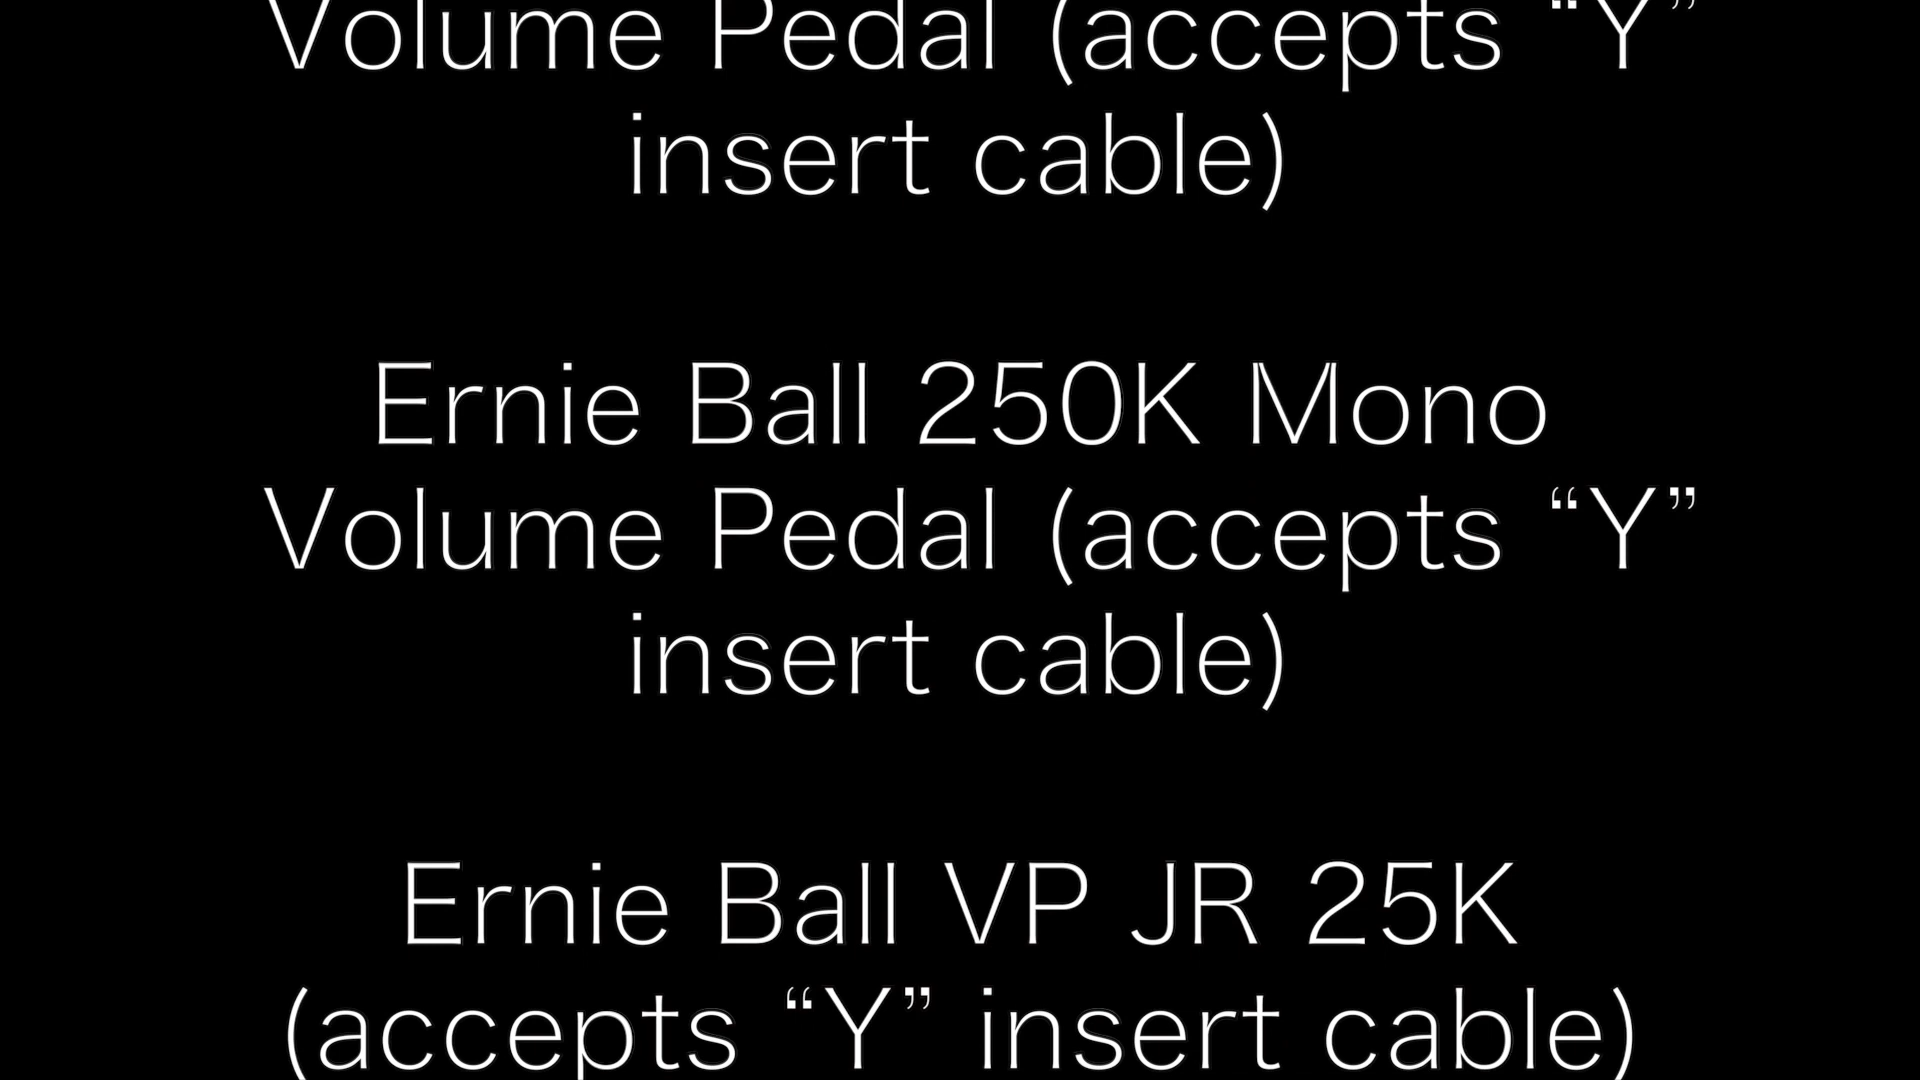 Volume Pedal (accepts “Y”
insert cable)
Ernie Ball 250K Mono
Volume Pedal (accepts “Y”
insert cable)
Ernie Ball VP JR 25K
(accepts “Y” insert cable)